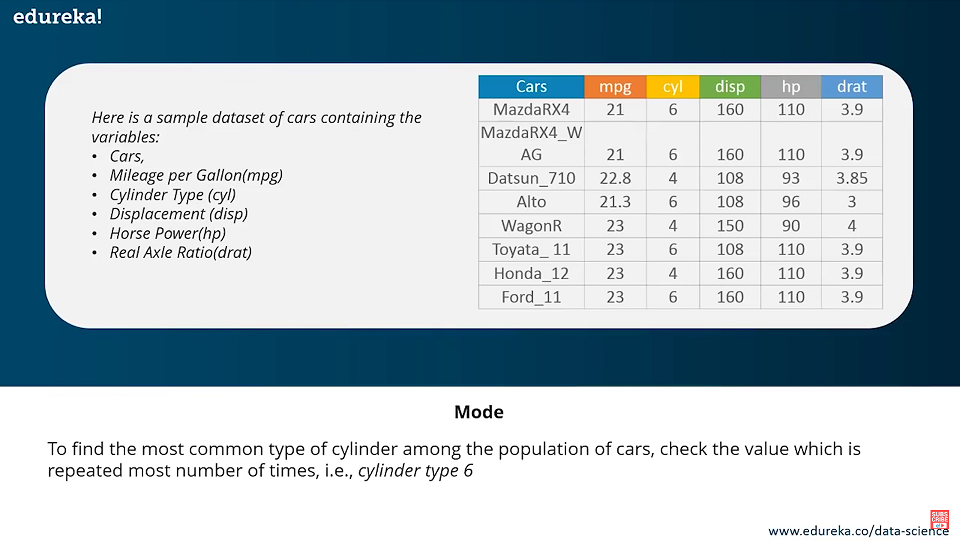 edureka!
Here is a sample dataset of cars containing the
variables:
• Cars,
• Mileage per Gallon(mpg)
• Cylinder Type (cyl)
• Displacement (disp)
• Horse Power(hp)
• Real Axle Ratio(drat)
Cars mpg cyl disp hp drat
MazdaRX4 21 6 160 110 3.9
MazdaRX4_W
AG 21 6 160 110 3.9
Datsun_710 22.8 4 108 93 3.85
Alto 21.3 6 108 96 3
WagonR 23 4 150 90 4
Toyata_ 11 23 6 108 110 3.9
Honda_12 23 4 160 110 3.9
Ford_11 23 6 160 110 3.9
Mode
To find the most common type of cylinder among the population of cars, check the value which is
repeated most number of times, i.e., cylinder type 6
SUBS
CRIBE
www.edureka.co/data-science